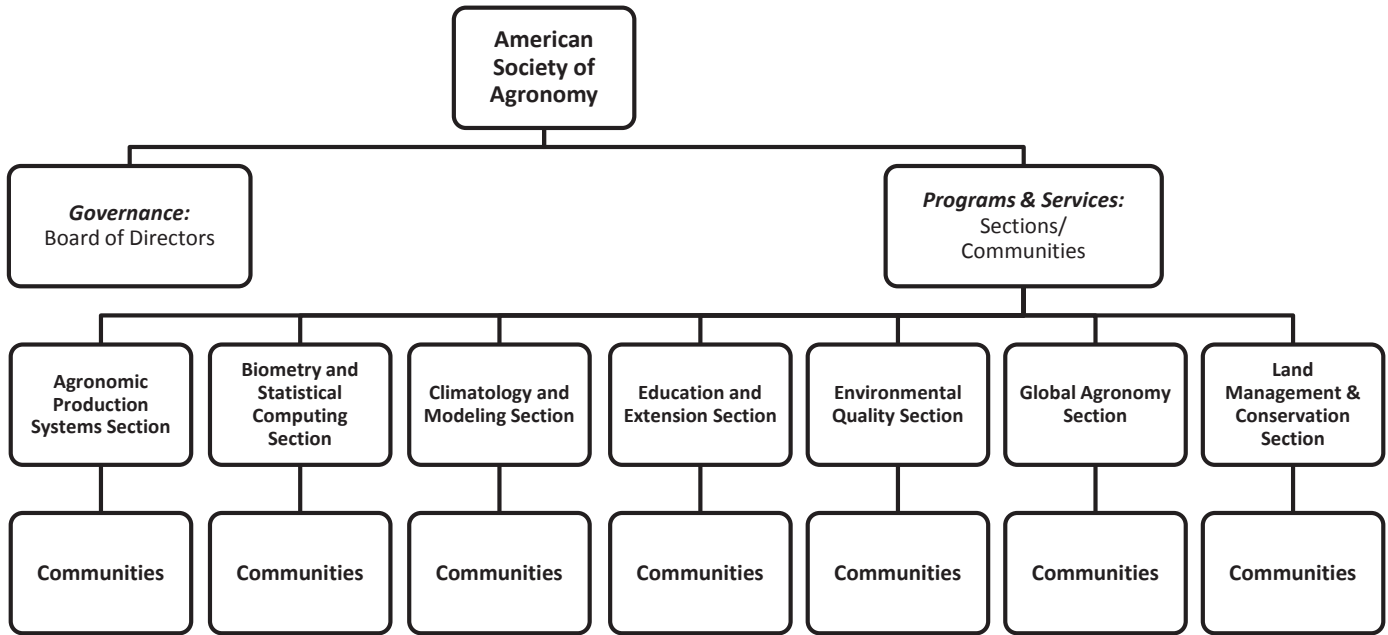 American
Society of
Agronomy
Governance:
Board of Directors
Programs & Services:
Sections/
Communities
Agronomic
Production
Systems Section
Biometry and
Statistical
Computing
Section
Climatology and
Modeling Section
Education and
Extension Section
Environmental
Quality Section
Global Agronomy
Section
Land
Management &
Conservation
Section
Communities
Communities
Communities
Communities
Communities
Communities
Communities